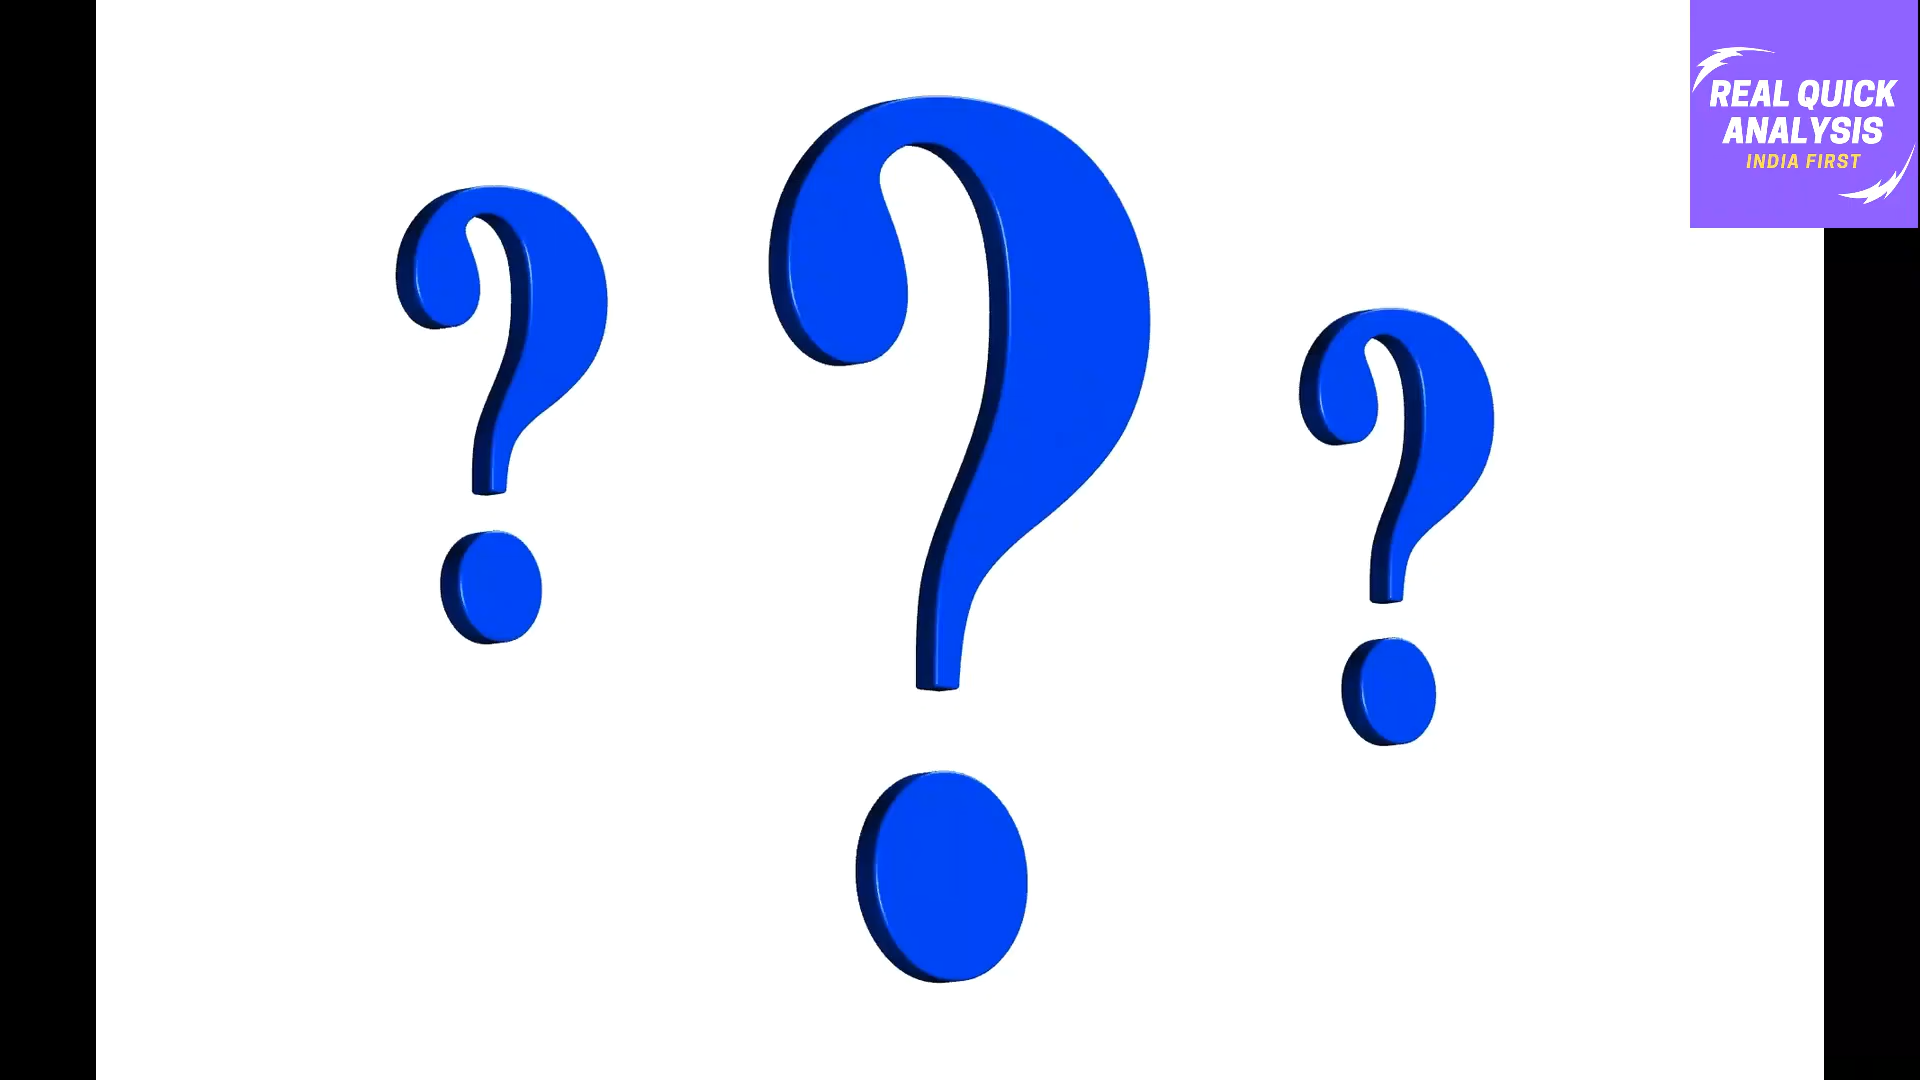 ? ? ?
REAL QUICK
ANALYSIS
INDIA FIRST